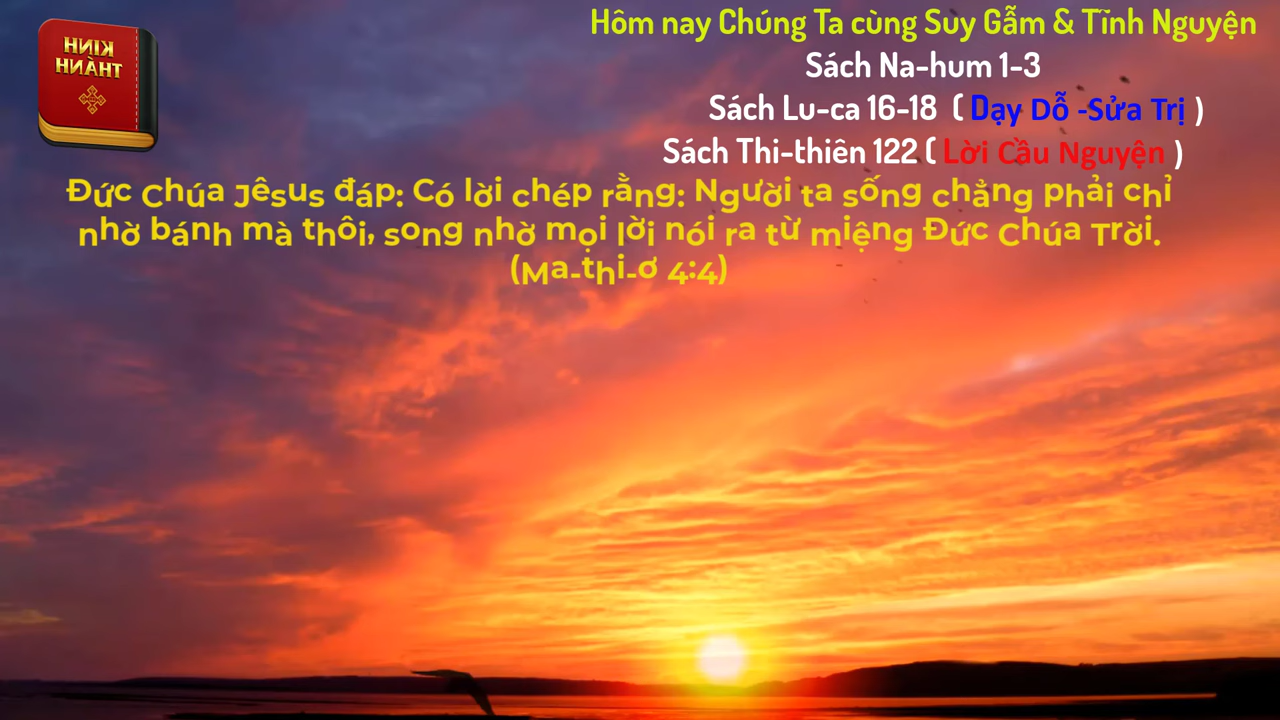 KINH
THÀNH
Hôm nay Chúng Ta cùng Suy Gẫm & Tĩnh Nguyện
Sách Na-hum 1-3
Sách Lu-ca 16-18 ( Dạy Dỗ -Sửa Trị )
Sách Thi-thiên 122 ( Lời Cầu Nguyện )
Đức Chúa Jêsus đáp: Có lời chép rằng: Người ta sống chẳng phải chỉ
nhờ bánh mà thôi, song nhờ mọi lời nói ra từ miệng Đức Chúa Trời.
(Ma-thi-ơ 4:4)